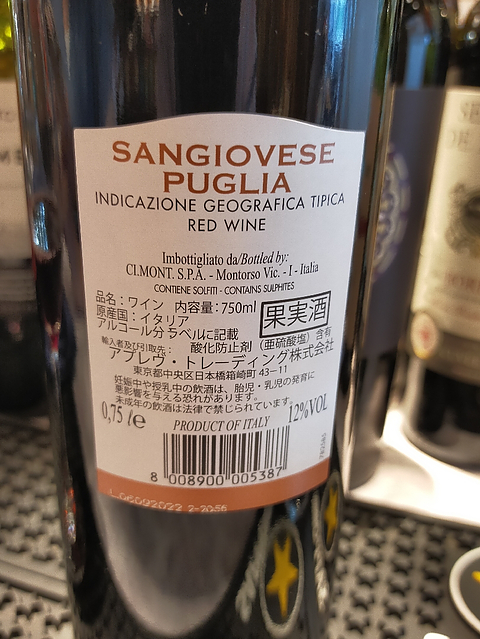 SANGIOVESE
PUGLIA
INDICAZIONE GEOGRAFICA TIPICA
RED WINE
Imbottigliato da/Bottled by:
CI.MONT. S.P.A. - Montorso Vic. - I - Italia
CONTIENE SOLFITI - CONTAINS SULPHITES
品名：ワイン 内容量：750ml
原産国：イタリア
アルコール分 ラベルに記載
果実酒
輸入者及び引取先： 酸化防止剤（亜硫酸塩）含有
アプレヴ・トレーディング株式会社
東京都中央区日本橋箱崎町43-11
妊娠中や授乳中の飲酒は、胎児・乳児の発育に
悪影響を与える恐れがあります。
未成年の飲酒は法律で禁じられています。
0,75 l e
12%VOL
PRODUCT OF ITALY
8 008900 005387
L 06092022 2-2056